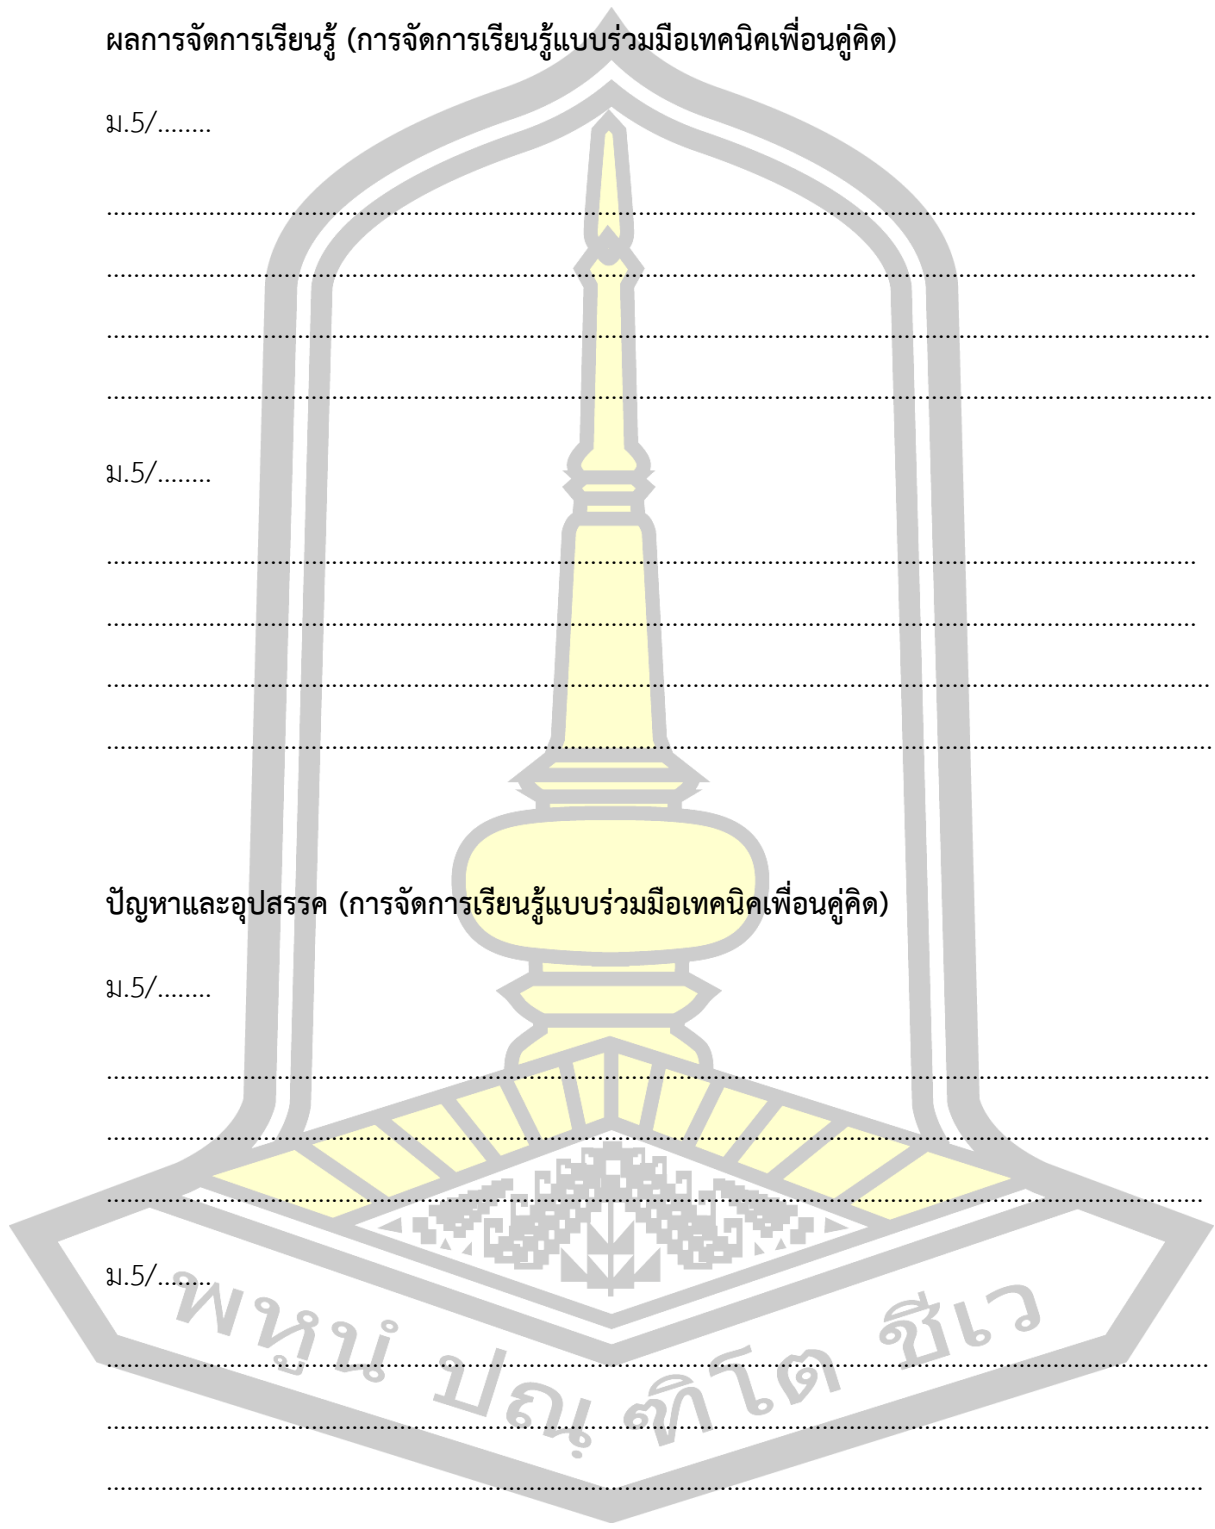 ผลการจัดการเรียนรู้ (การจัดการเรียนรู้แบบร่วมมือเทคนิคเพื่อนคู่คิด)
ม.5/........
................................................................................................................................................................
................................................................................................................................................................
..................................................................................................................................................................
..................................................................................................................................................................
ม.5/........
................................................................................................................................................................
................................................................................................................................................................
..................................................................................................................................................................
..................................................................................................................................................................
ปัญหาและอุปสรรค (การจัดการเรียนรู้แบบร่วมมือเทคนิคเพื่อนคู่คิด)
ม.5/........
..................................................................................................................................................................
..................................................................................................................................................................
.................................................................................................................................................................
ม.5/........
..................................................................................................................................................................
..................................................................................................................................................................
.................................................................................................................................................................
พหูนํ ปณฺฑิโต ชีเว